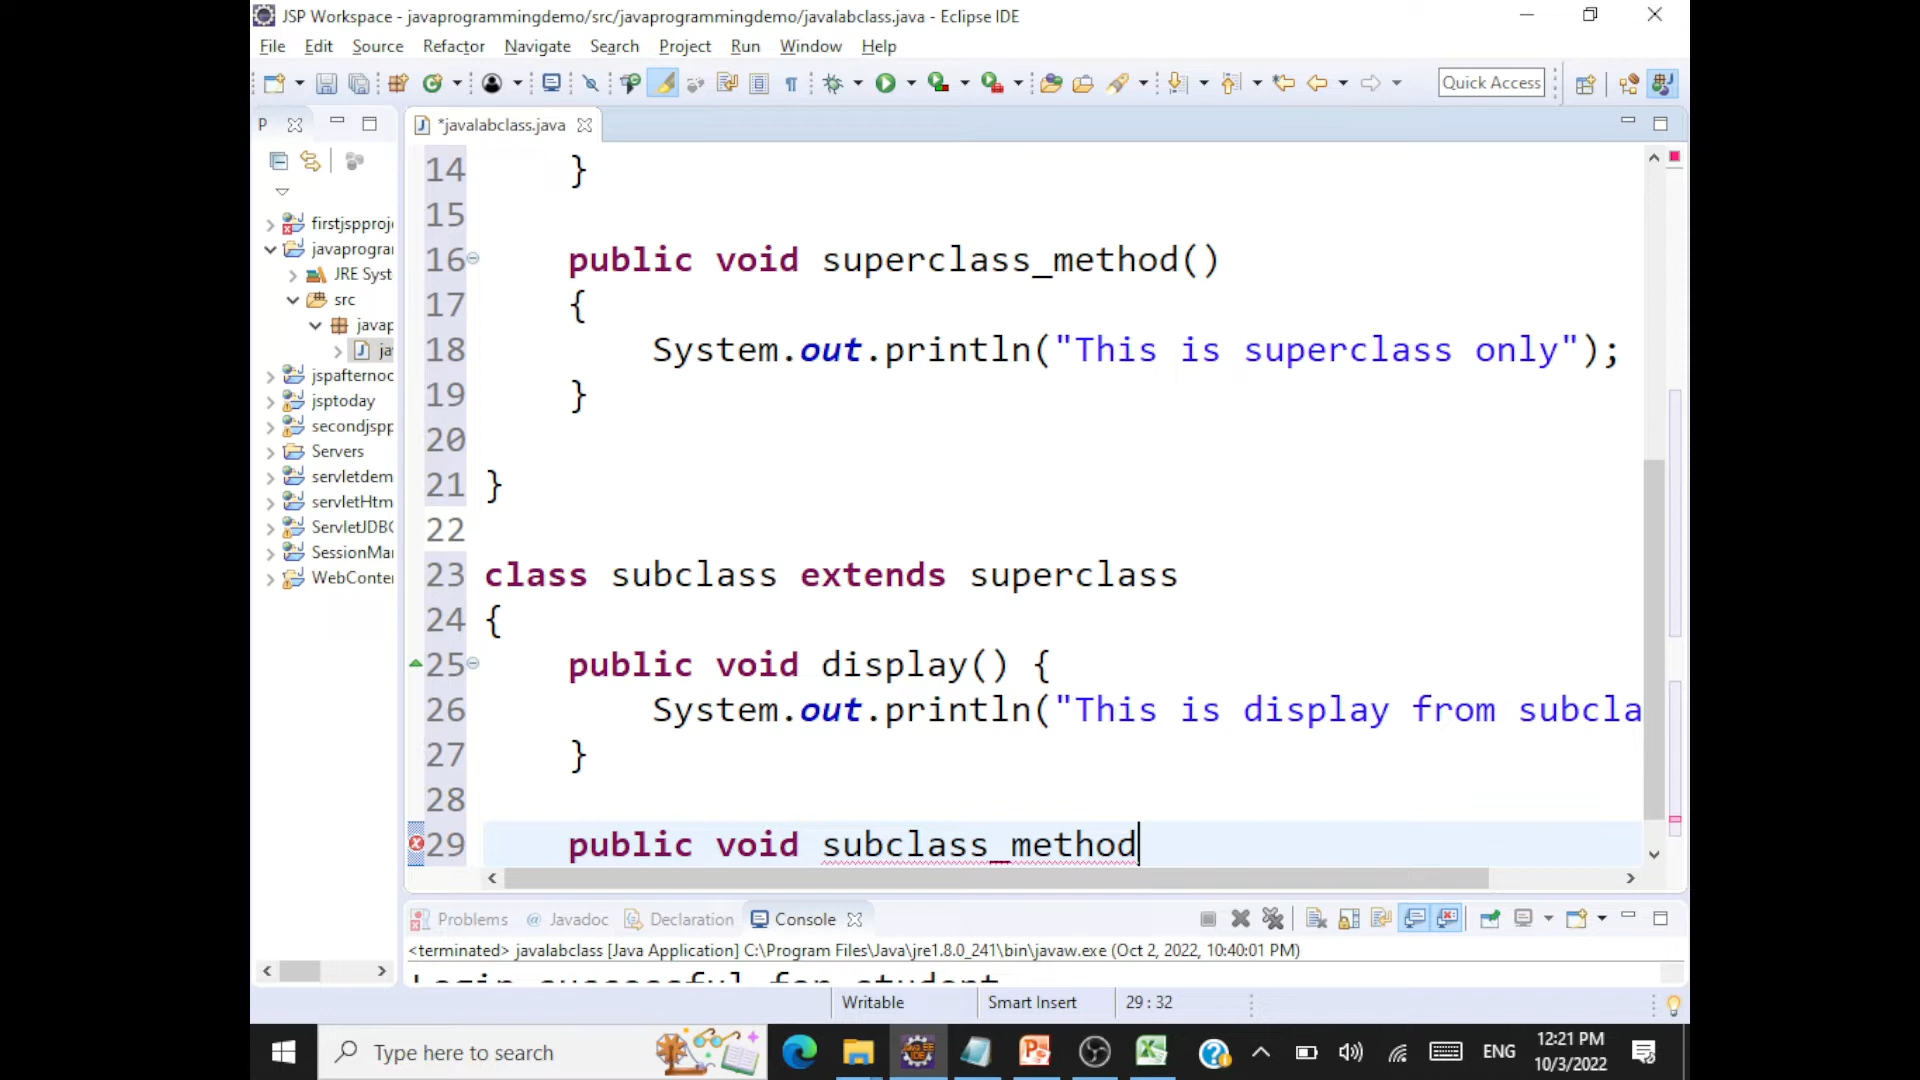 JSP Workspace - javaprogrammingdemo/src/javaprogrammingdemo/javalabclass.java - Eclipse IDE
File Edit Source Refactor Navigate Search Project Run Window Help
Quick Access
P
*javalabclass.java
firstjspproj
javaprogra
JRE Syst
src
javap
ja
jspafternoc
jsptoday
secondjspp
Servers
servletdem
servletHtm
ServletJDBC
SessionMa
WebConte
14 }
15
16 public void superclass_method()
17 {
18 System.out.println("This is superclass only");
19 }
20
21 }
22
23 class subclass extends superclass
24 {
25 public void display() {
26 System.out.println("This is display from subcla
27 }
28
29 public void subclass_method
Problems @ Javadoc Declaration Console
<terminated> javalabclass [Java Application] C:\Program Files\Java\jre1.8.0_241\bin\javaw.exe (Oct 2, 2022, 10:40:01 PM)
Login successful for student
Writable Smart Insert 29 : 32
Type here to search
ENG
12:21 PM
10/3/2022